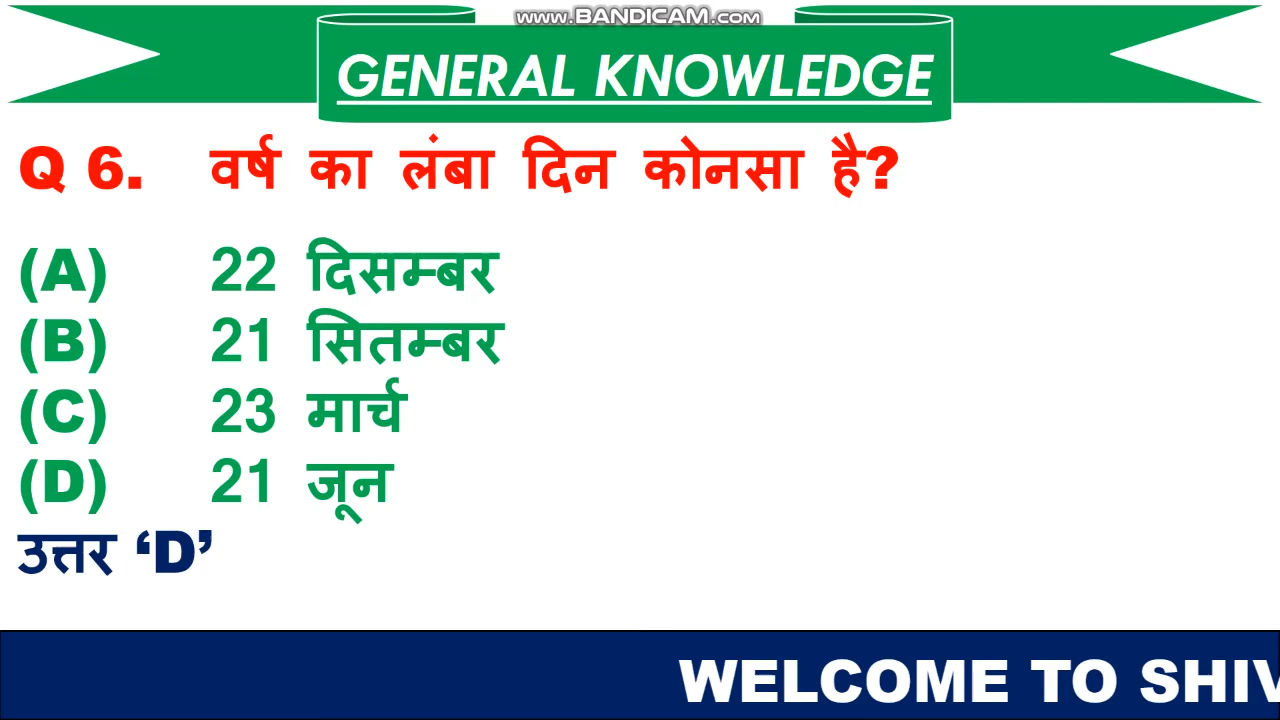 www.BANDICAM.com
GENERAL KNOWLEDGE
Q 6. वर्ष का लंबा दिन कोनसा है?
(A) 22 दिसम्बर
(B) 21 सितम्बर
(C) 23 मार्च
(D) 21 जून
उत्तर ‘D’
WELCOME TO SHIV